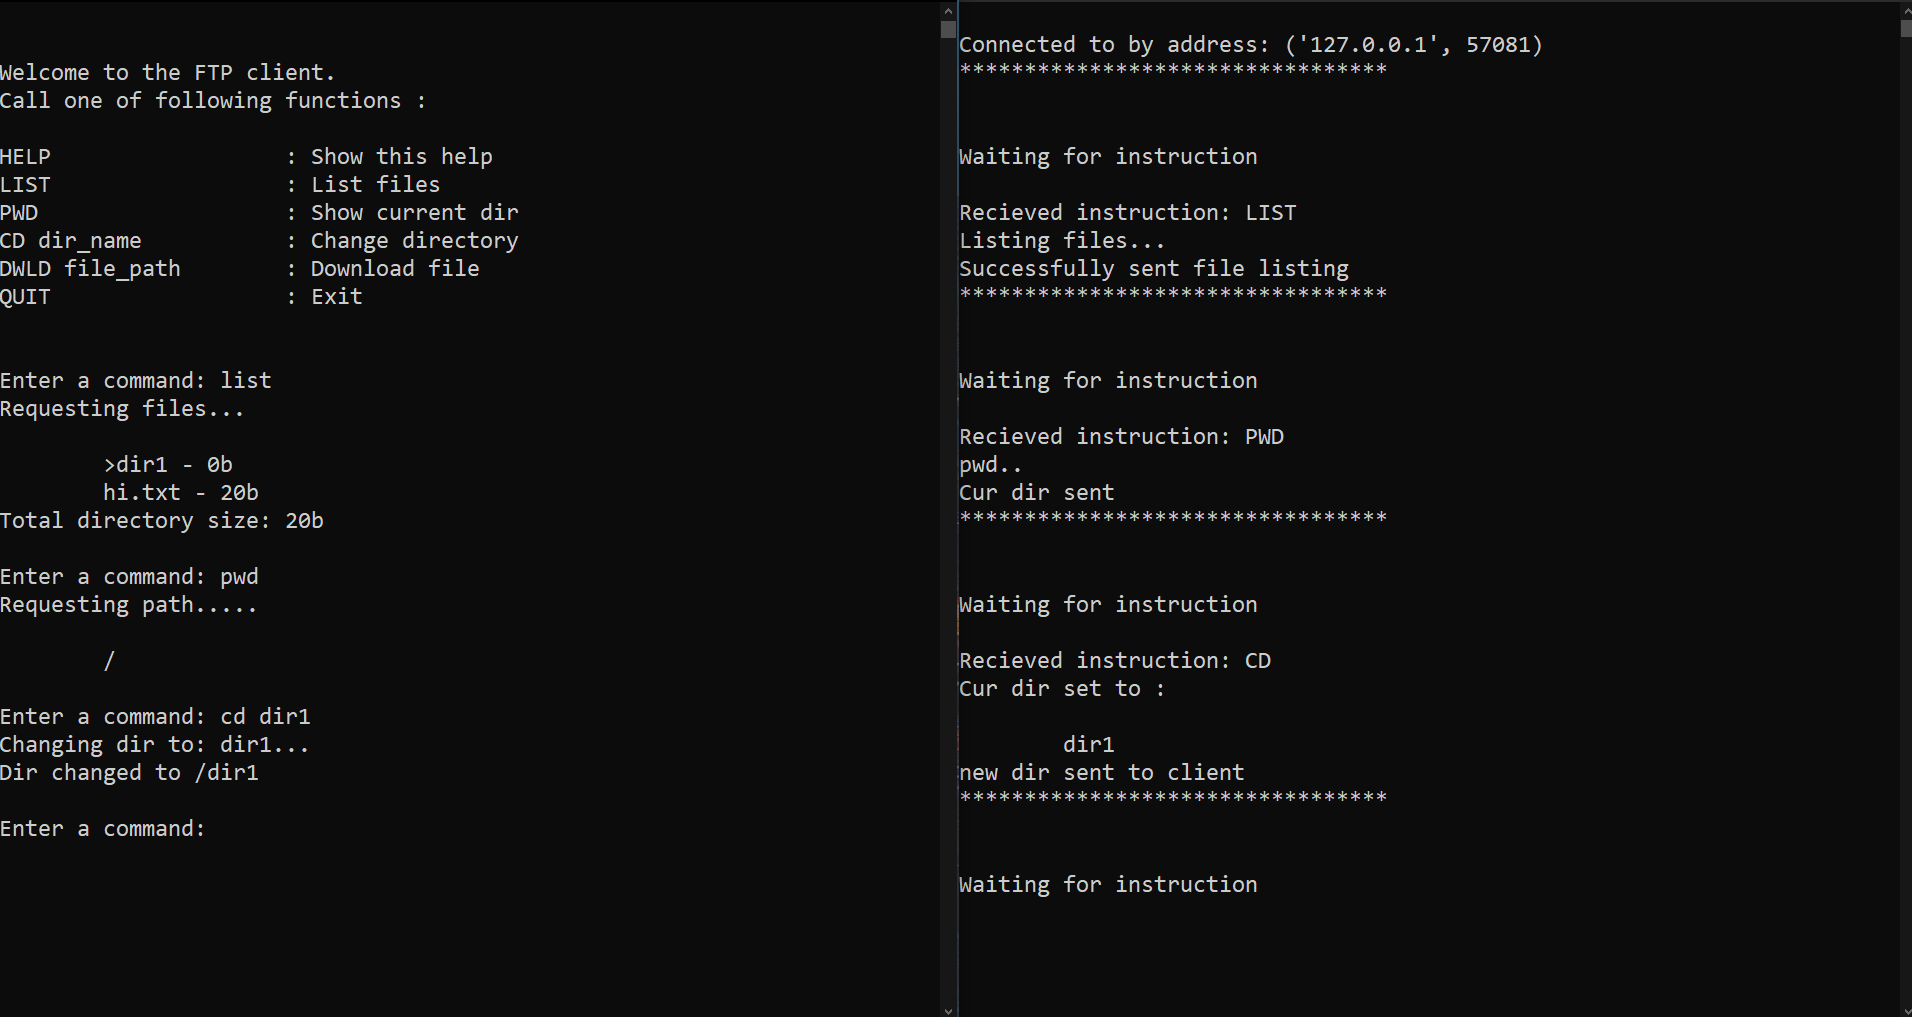 Welcome to the FTP client.
Call one of following functions :
HELP : Show this help
LIST : List files
PWD : Show current dir
CD dir_name : Change directory
DWLD file_path : Download file
QUIT : Exit
Enter a command: list
Requesting files...
>dir1 - 0b
hi.txt - 20b
Total directory size: 20b
Enter a command: pwd
Requesting path.....
/
Enter a command: cd dir1
Changing dir to: dir1...
Dir changed to /dir1
Enter a command:
Connected to by address: ('127.0.0.1', 57081)
*********************************
Waiting for instruction
Recieved instruction: LIST
Listing files...
Successfully sent file listing
*********************************
Waiting for instruction
Recieved instruction: PWD
pwd..
Cur dir sent
*********************************
Waiting for instruction
Recieved instruction: CD
Cur dir set to :
dir1
new dir sent to client
*********************************
Waiting for instruction